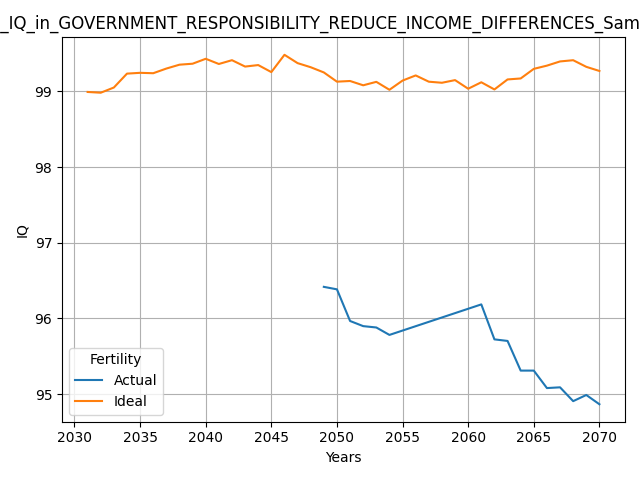 _IQ_in_GOVERNMENT_RESPONSIBILITY_REDUCE_INCOME_DIFFERENCES_Sam
99
98
97
96
95
IQ
Fertility
Actual
Ideal
2030
2035
2040
2045
2050
2055
2060
2065
2070
Years